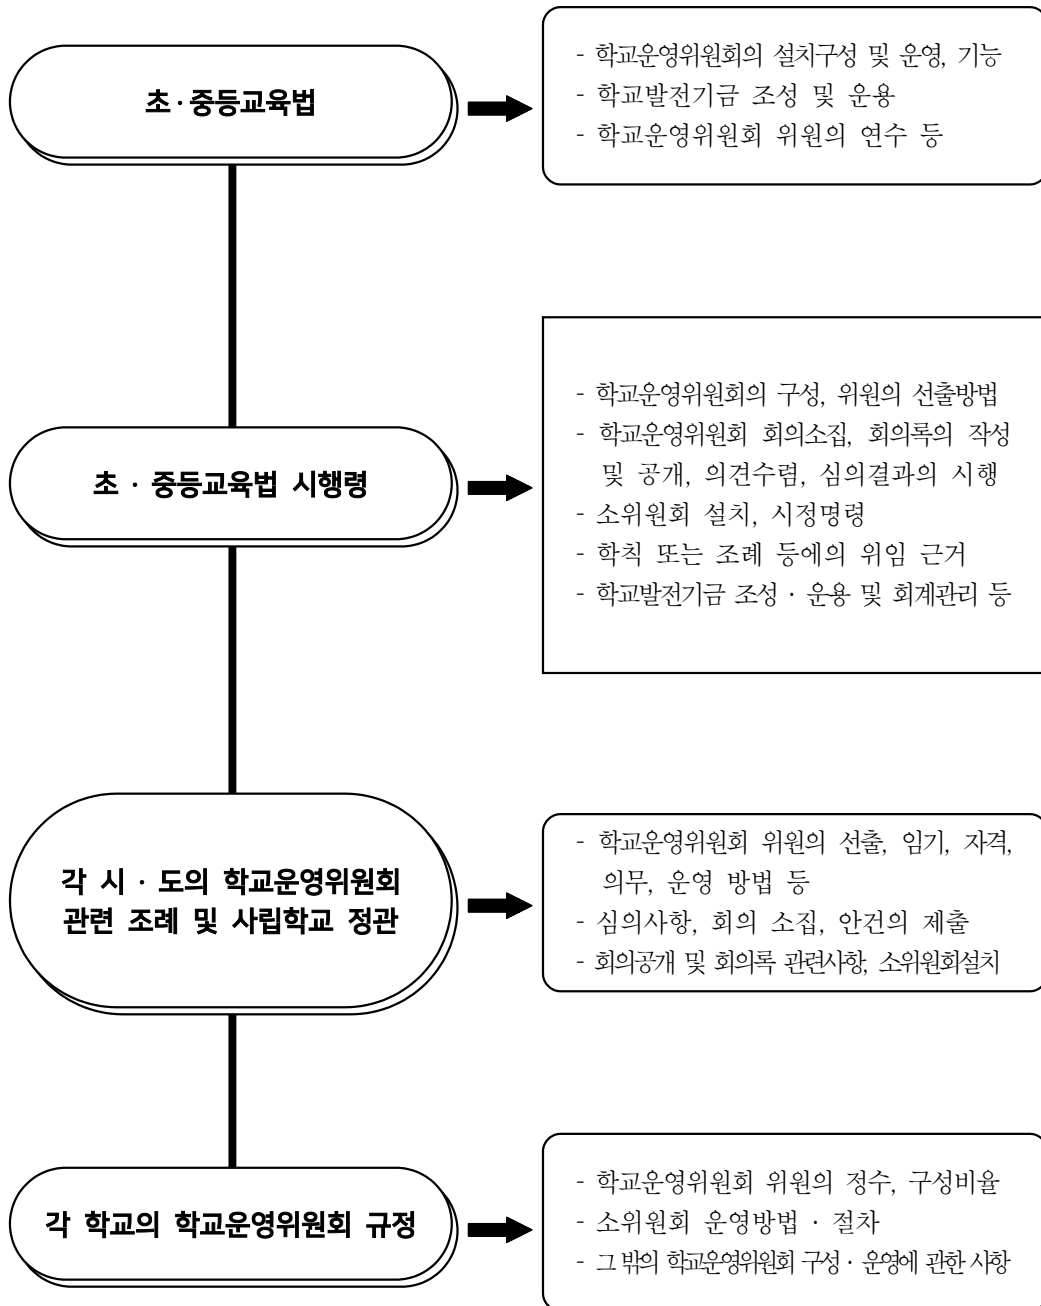 초·중등교육법
- 학교운영위원회의 설치구성 및 운영, 기능
- 학교발전기금 조성 및 운용
- 학교운영위원회 위원의 연수 등
초 · 중등교육법 시행령
- 학교운영위원회의 구성, 위원의 선출방법
- 학교운영위원회 회의소집, 회의록의 작성
및 공개, 의견수렴, 심의결과의 시행
- 소위원회 설치, 시정명령
- 학칙 또는 조례 등에의 위임 근거
- 학교발전기금 조성 · 운용 및 회계관리 등
각 시 · 도의 학교운영위원회
관련 조례 및 사립학교 정관
- 학교운영위원회 위원의 선출, 임기, 자격,
의무, 운영 방법 등
- 심의사항, 회의 소집, 안건의 제출
- 회의공개 및 회의록 관련사항, 소위원회설치
각 학교의 학교운영위원회 규정
- 학교운영위원회 위원의 정수, 구성비율
- 소위원회 운영방법 · 절차
- 그 밖의 학교운영위원회 구성 · 운영에 관한 사항